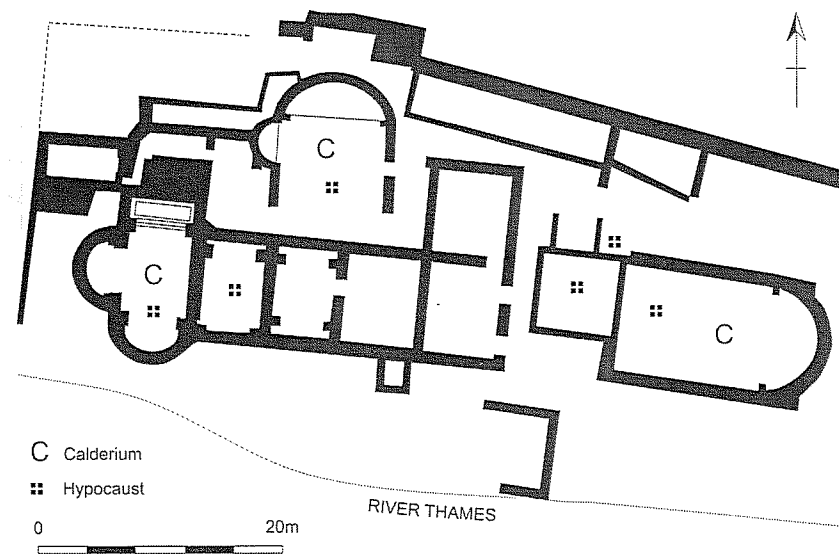 C
C
C
C Calderium
Hypocaust
0 20m
RIVER THAMES